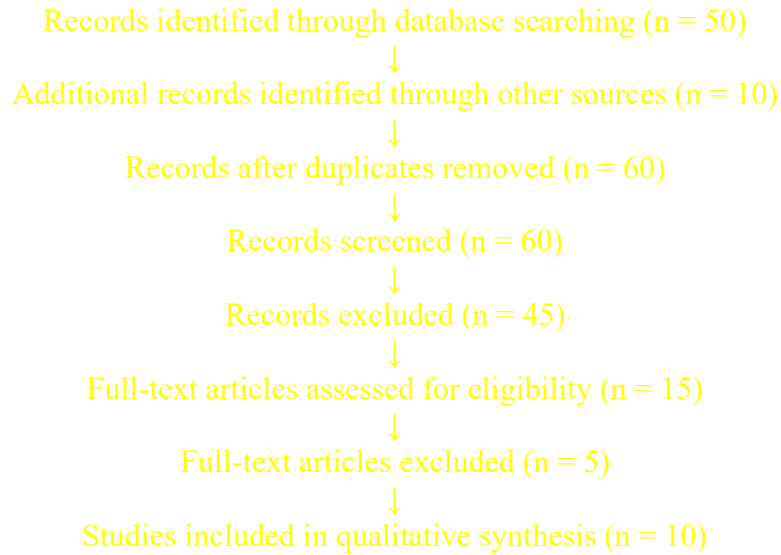 Records identified through database searching (n = 50)
↓
Additional records identified through other sources (n = 10)
↓
Records after duplicates removed (n = 60)
↓
Records screened (n = 60)
↓
Records excluded (n = 45)
↓
Full-text articles assessed for eligibility (n = 15)
↓
Full-text articles excluded (n = 5)
↓
Studies included in qualitative synthesis (n = 10)